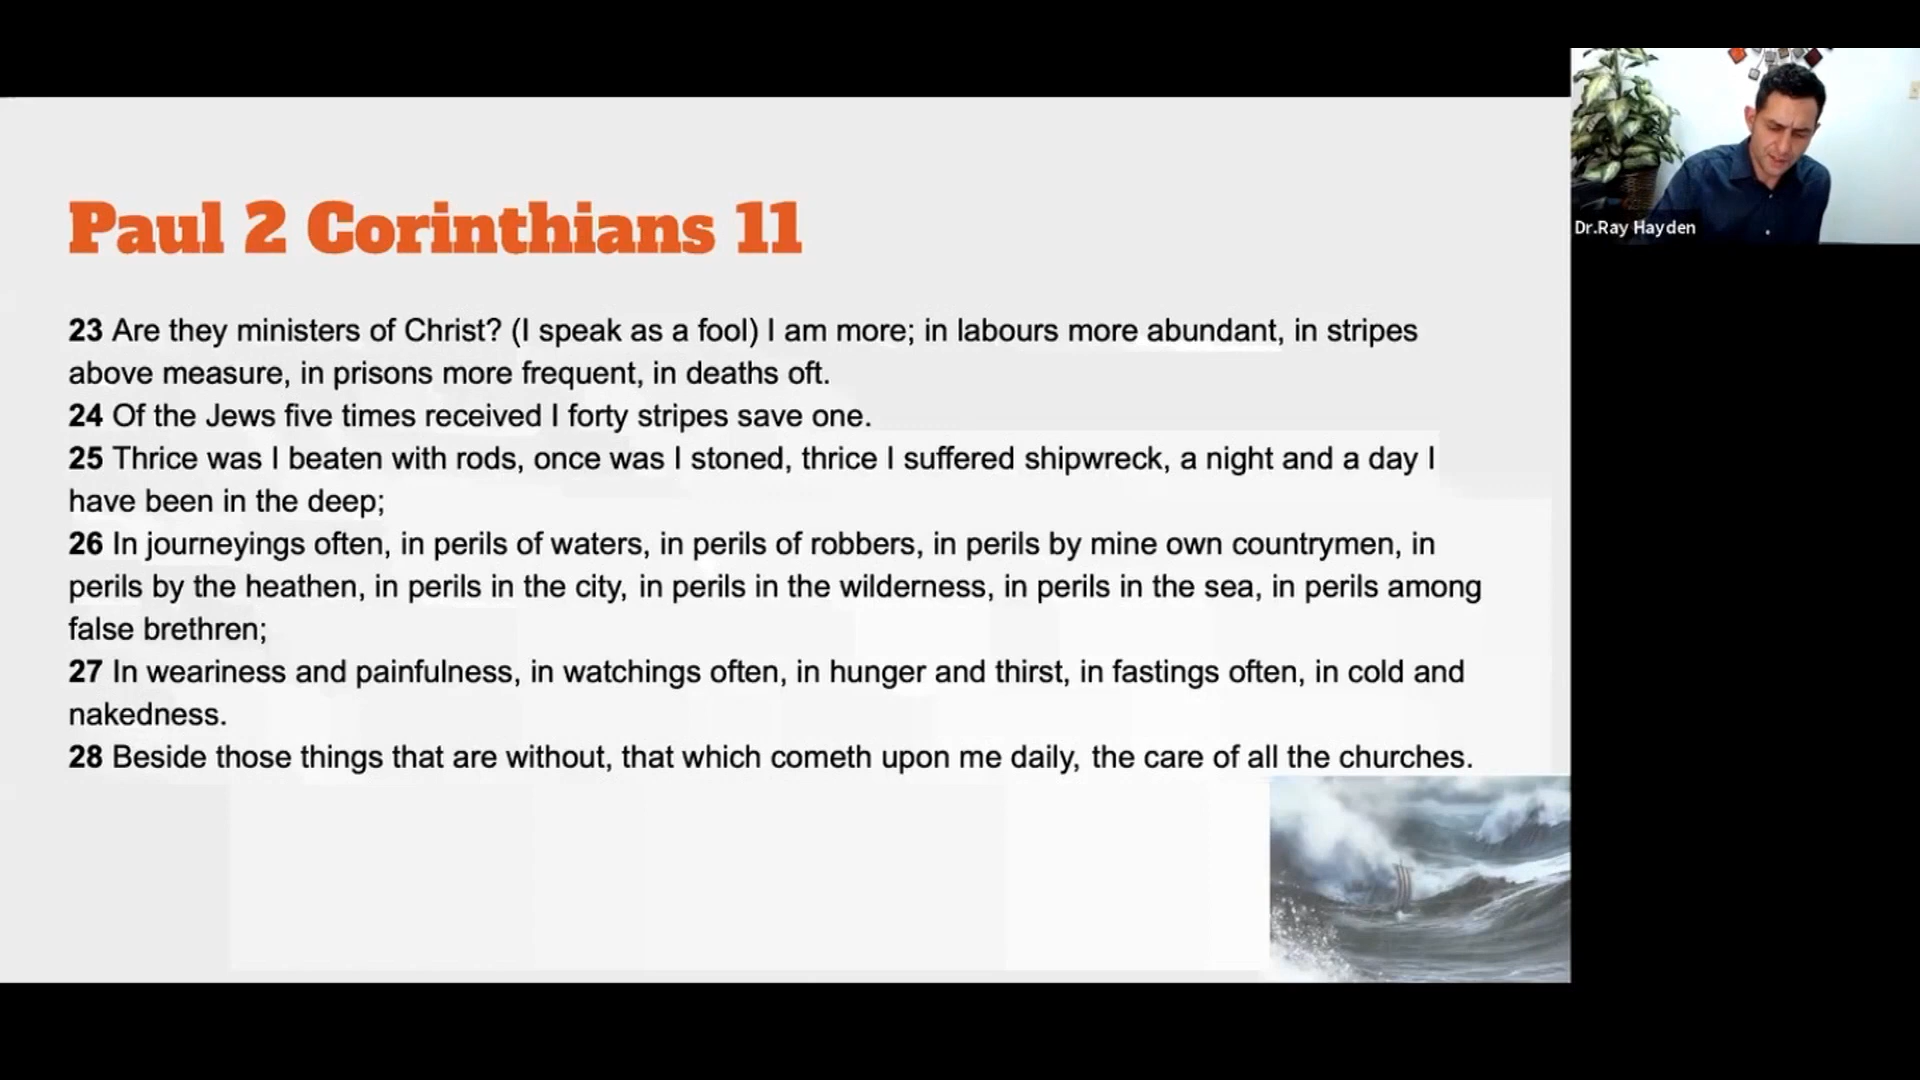 Paul 2 Corinthians 11
23 Are they ministers of Christ? (I speak as a fool) I am more; in labours more abundant, in stripes
above measure, in prisons more frequent, in deaths oft.
24 Of the Jews five times received I forty stripes save one.
25 Thrice was I beaten with rods, once was I stoned, thrice I suffered shipwreck, a night and a day I
have been in the deep;
26 In journeyings often, in perils of waters, in perils of robbers, in perils by mine own countrymen, in
perils by the heathen, in perils in the city, in perils in the wilderness, in perils in the sea, in perils among
false brethren;
27 In weariness and painfulness, in watchings often, in hunger and thirst, in fastings often, in cold and
nakedness.
28 Beside those things that are without, that which cometh upon me daily, the care of all the churches.
Dr.Ray Hayden